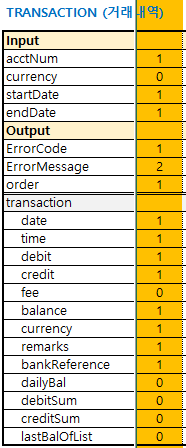 TRANSACTION (거래내역)
Input
acctNum 1
currency 0
startDate 1
endDate 1
Output
ErrorCode 1
ErrorMessage 2
order 1
transaction
date 1
time 1
debit 1
credit 1
fee 0
balance 1
currency 1
remarks 1
bankReference 1
dailyBal 0
debitSum 0
creditSum 0
lastBalOfList 0